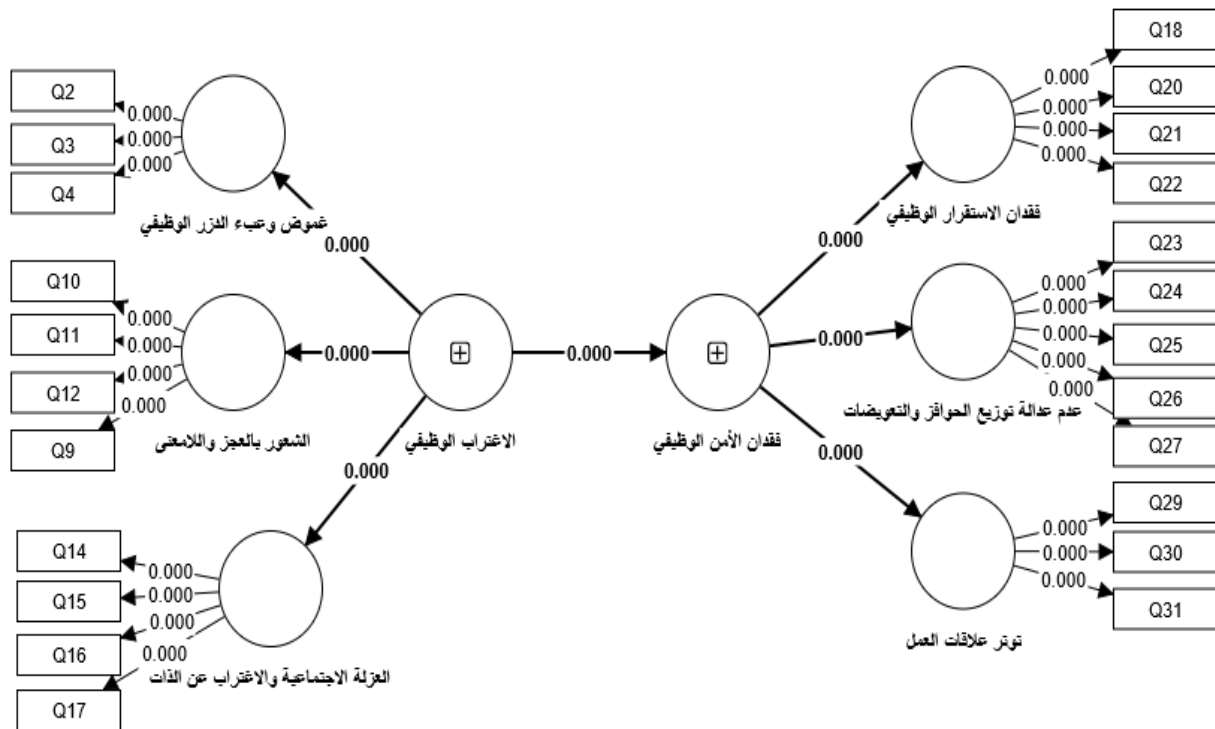 Q18
Q2
0.000
0.000
Q20
0.000
Q3
0.000
0.000
Q21
0.000
0.000
Q4
Q22
فقدان الاستقرار الوظيفي
غموض وعبء الدزر الوظيفي
0.000
0.000
Q23
Q10
0.000
Q24
0.000
0.000
Q11
0.000
0.000
0.000
0.000
0.000
Q25
0.000
0.000
Q12
0.000
Q26
0.000
عدم عدالة توزيع الحوافز والتعويضات
Q9
الشعور بالعجز واللامعنى
الاغتراب الوظيفي
فقدان الأمن الوظيفي
Q27
0.000
0.000
Q29
0.000
Q14
0.000
Q30
0.000
0.000
Q15
0.000
0.000
Q31
Q16
0.000
توتر علاقات العمل
العزلة الاجتماعية والاغتراب عن الذات
Q17